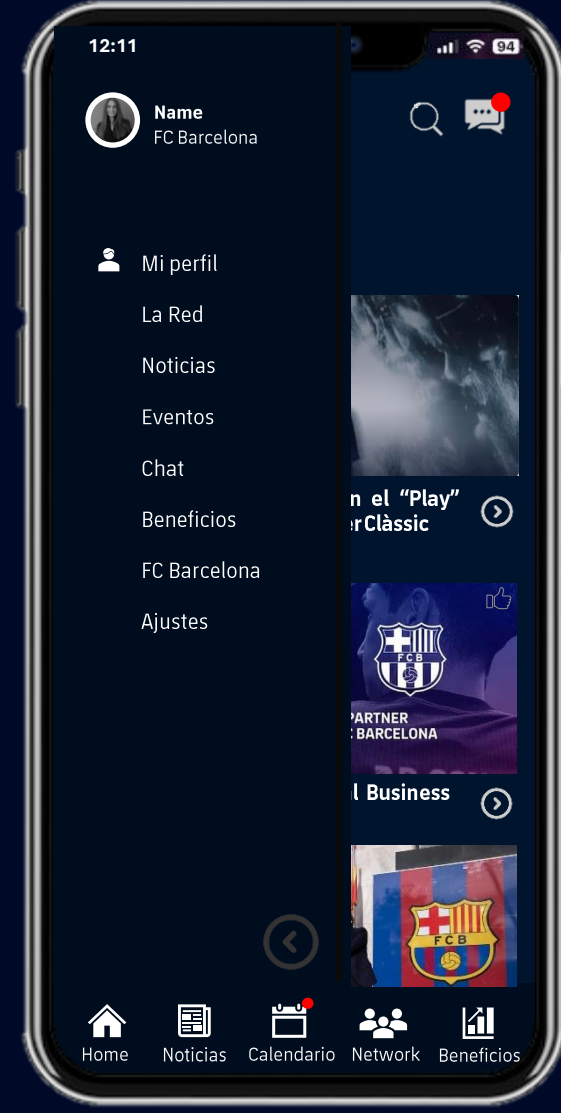 12:11
94
Name
FC Barcelona
Mi perfil
La Red
Noticias
Eventos
Chat
Beneficios
FC Barcelona
Ajustes
n el “Play”
erClàssic
FCB
PARTNER
BARCELONA
l Business
FCB
Home
Noticias
Calendario
Network
Beneficios